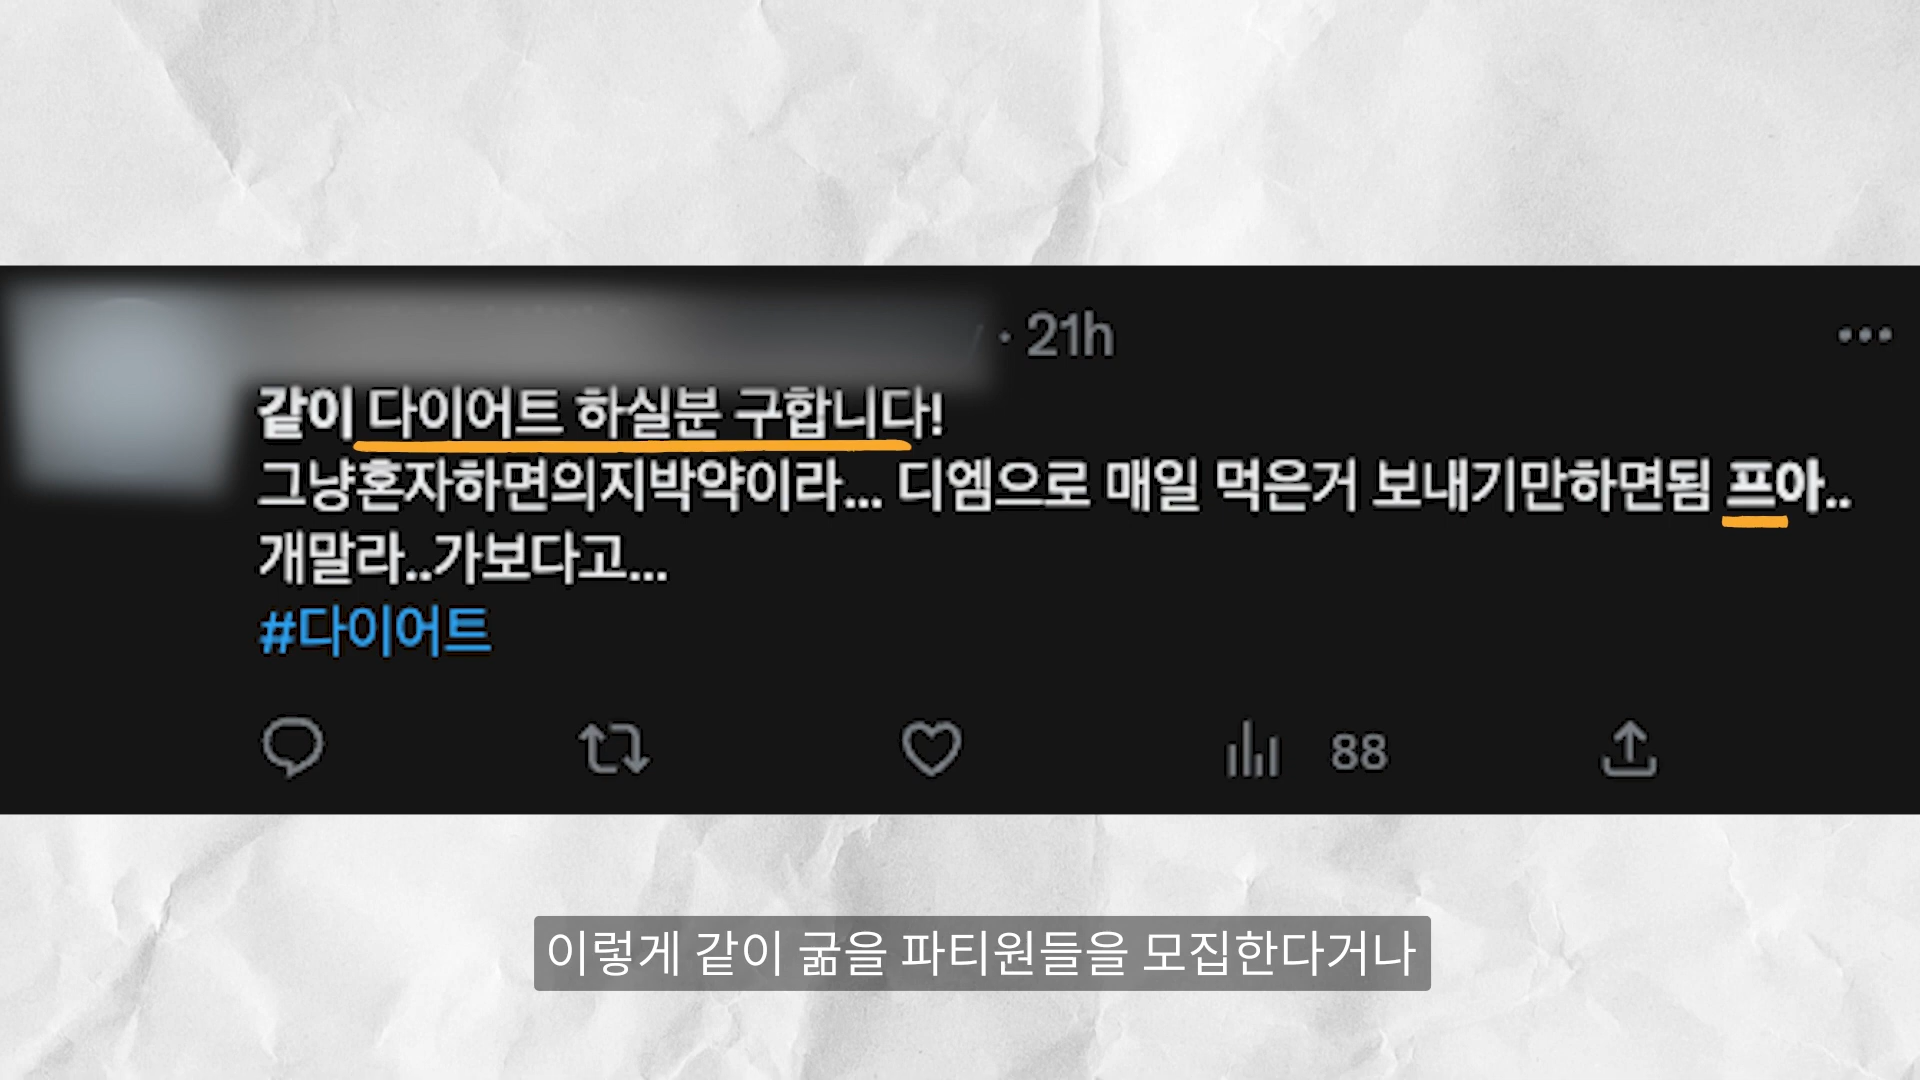 · 21h
같이 다이어트 하실분 구합니다!
그냥혼자하면의지박약이라... 디엠으로 매일 먹은거 보내기만하면됨 프아..
개말라..가보다고...
#다이어트
88
이렇게 같이 굶을 파티원들을 모집한다거나